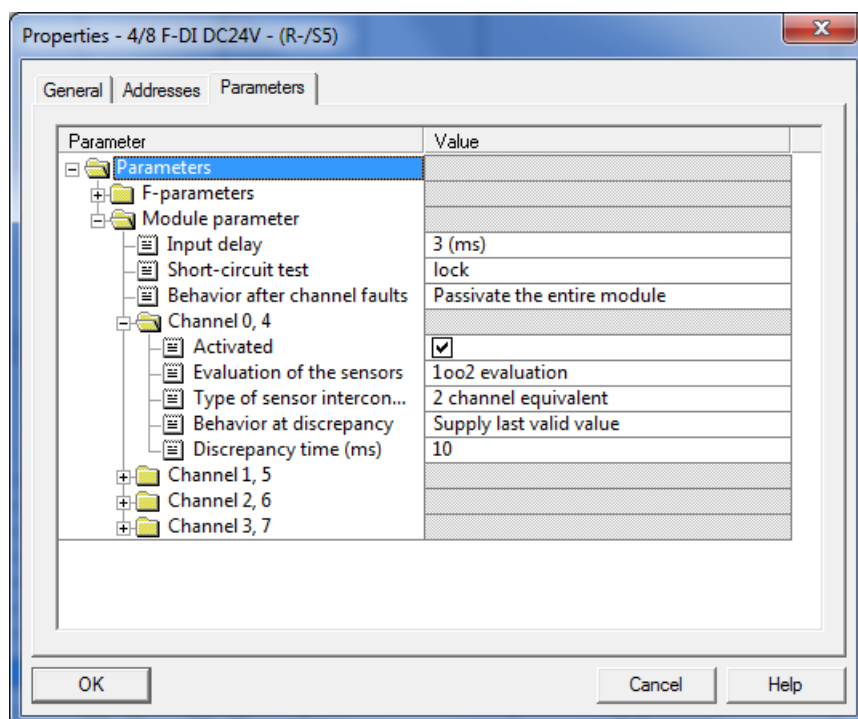 Properties - 4/8 F-DI DC24V - (R-/S5)
General Addresses Parameters
Parameter Value
Parameters
F-parameters
Module parameter
Input delay 3 (ms)
Short-circuit test lock
Behavior after channel faults Passivate the entire module
Channel 0, 4
Activated
Evaluation of the sensors 1oo2 evaluation
Type of sensor intercon... 2 channel equivalent
Behavior at discrepancy Supply last valid value
Discrepancy time (ms) 10
Channel 1, 5
Channel 2, 6
Channel 3, 7
OK Cancel Help